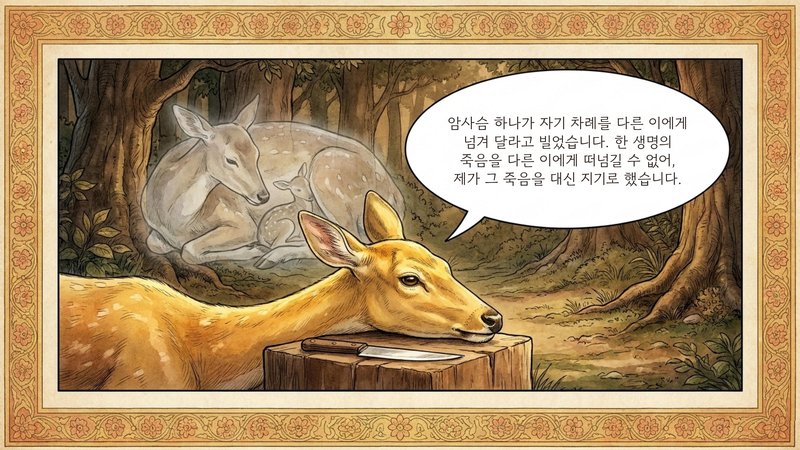 암사슴 하나가 자기 차례를 다른 이에게
넘겨 달라고 빌었습니다. 한 생명의
죽음을 다른 이에게 떠넘길 수 없어,
제가 그 죽음을 대신 지기로 했습니다.